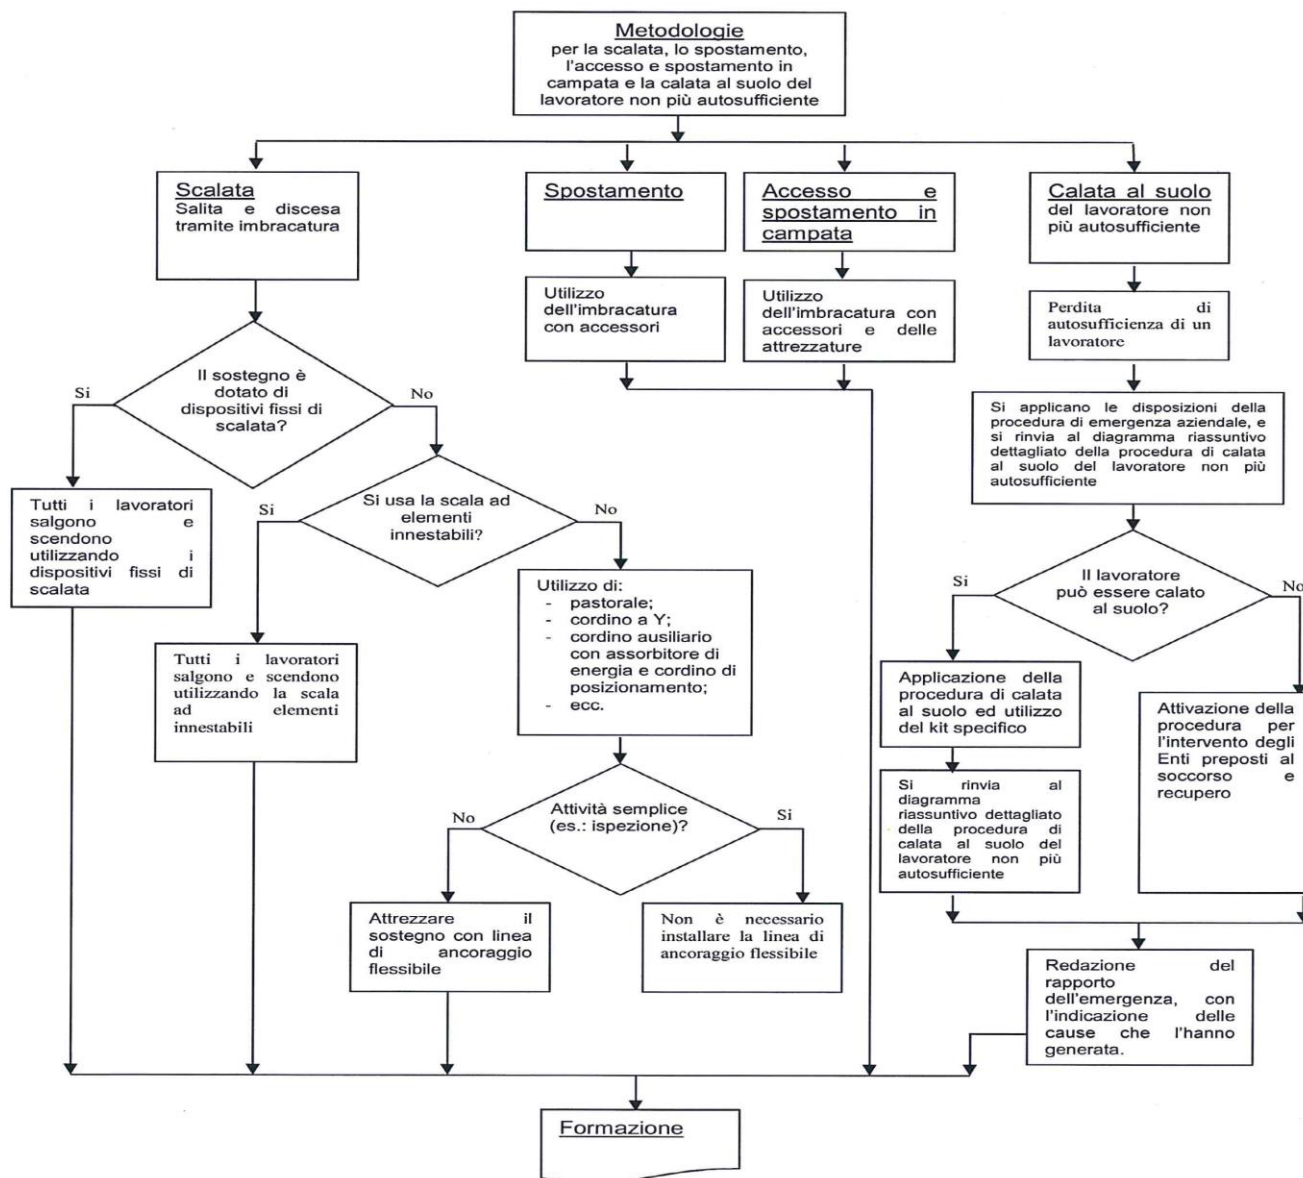 Metodologie
per la scalata, lo spostamento,
l'accesso e spostamento in
campata e la calata al suolo del
lavoratore non più autosufficiente
Scalata
Salita e discesa
tramite imbracatura
Spostamento
Accesso e
spostamento in
campata
Calata al suolo
del lavoratore non
più autosufficiente
Utilizzo
dell'imbracatura
con accessori
Utilizzo
dell'imbracatura con
accessori e delle
attrezzature
Perdita di
autosufficienza di un
lavoratore
Il sostegno è
dotato di
dispositivi fissi di
scalata?
Si
No
Si applicano le disposizioni della
procedura di emergenza aziendale, e
si rinvia al diagramma riassuntivo
dettagliato della procedura di calata
al suolo del lavoratore non più
autosufficiente
Tutti i lavoratori
salgono e
scendono
utilizzando i
dispositivi fissi di
scalata
Si usa la scala ad
elementi
innestabili?
Si
No
Il lavoratore
può essere calato
al suolo?
Si
No
Utilizzo di:
- pastorale;
- cordino a Y;
- cordino ausiliario
con assorbitore di
energia e cordino di
posizionamento;
- ecc.
Tutti i lavoratori
salgono e scendono
utilizzando la scala
ad elementi
innestabili
Applicazione della
procedura di calata
al suolo ed utilizzo
del kit specifico
Attivazione della
procedura per
l'intervento degli
Enti preposti al
soccorso e
recupero
Si rinvia al
diagramma
riassuntivo dettagliato
della procedura di
calata al suolo del
lavoratore non più
autosufficiente
Attività semplice
(es.: ispezione)?
No
Si
Attrezzare il
sostegno con linea
di ancoraggio
flessibile
Non è necessario
installare la linea di
ancoraggio flessibile
Redazione del
rapporto
dell'emergenza, con
l'indicazione delle
cause che l'hanno
generata.
Formazione